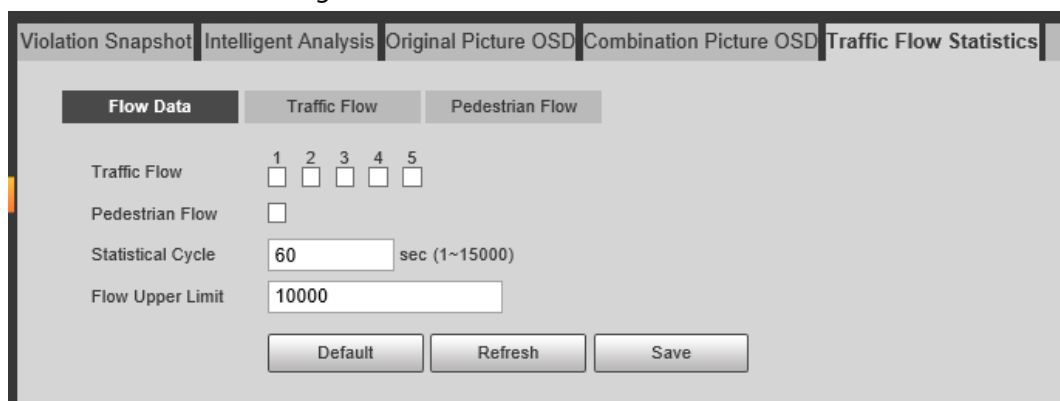 Violation Snapshot Intelligent Analysis Original Picture OSD Combination Picture OSD Traffic Flow Statistics
Flow Data Traffic Flow Pedestrian Flow
1 2 3 4 5
Traffic Flow
Pedestrian Flow
Statistical Cycle 60 sec (1~15000)
Flow Upper Limit 10000
Default Refresh Save